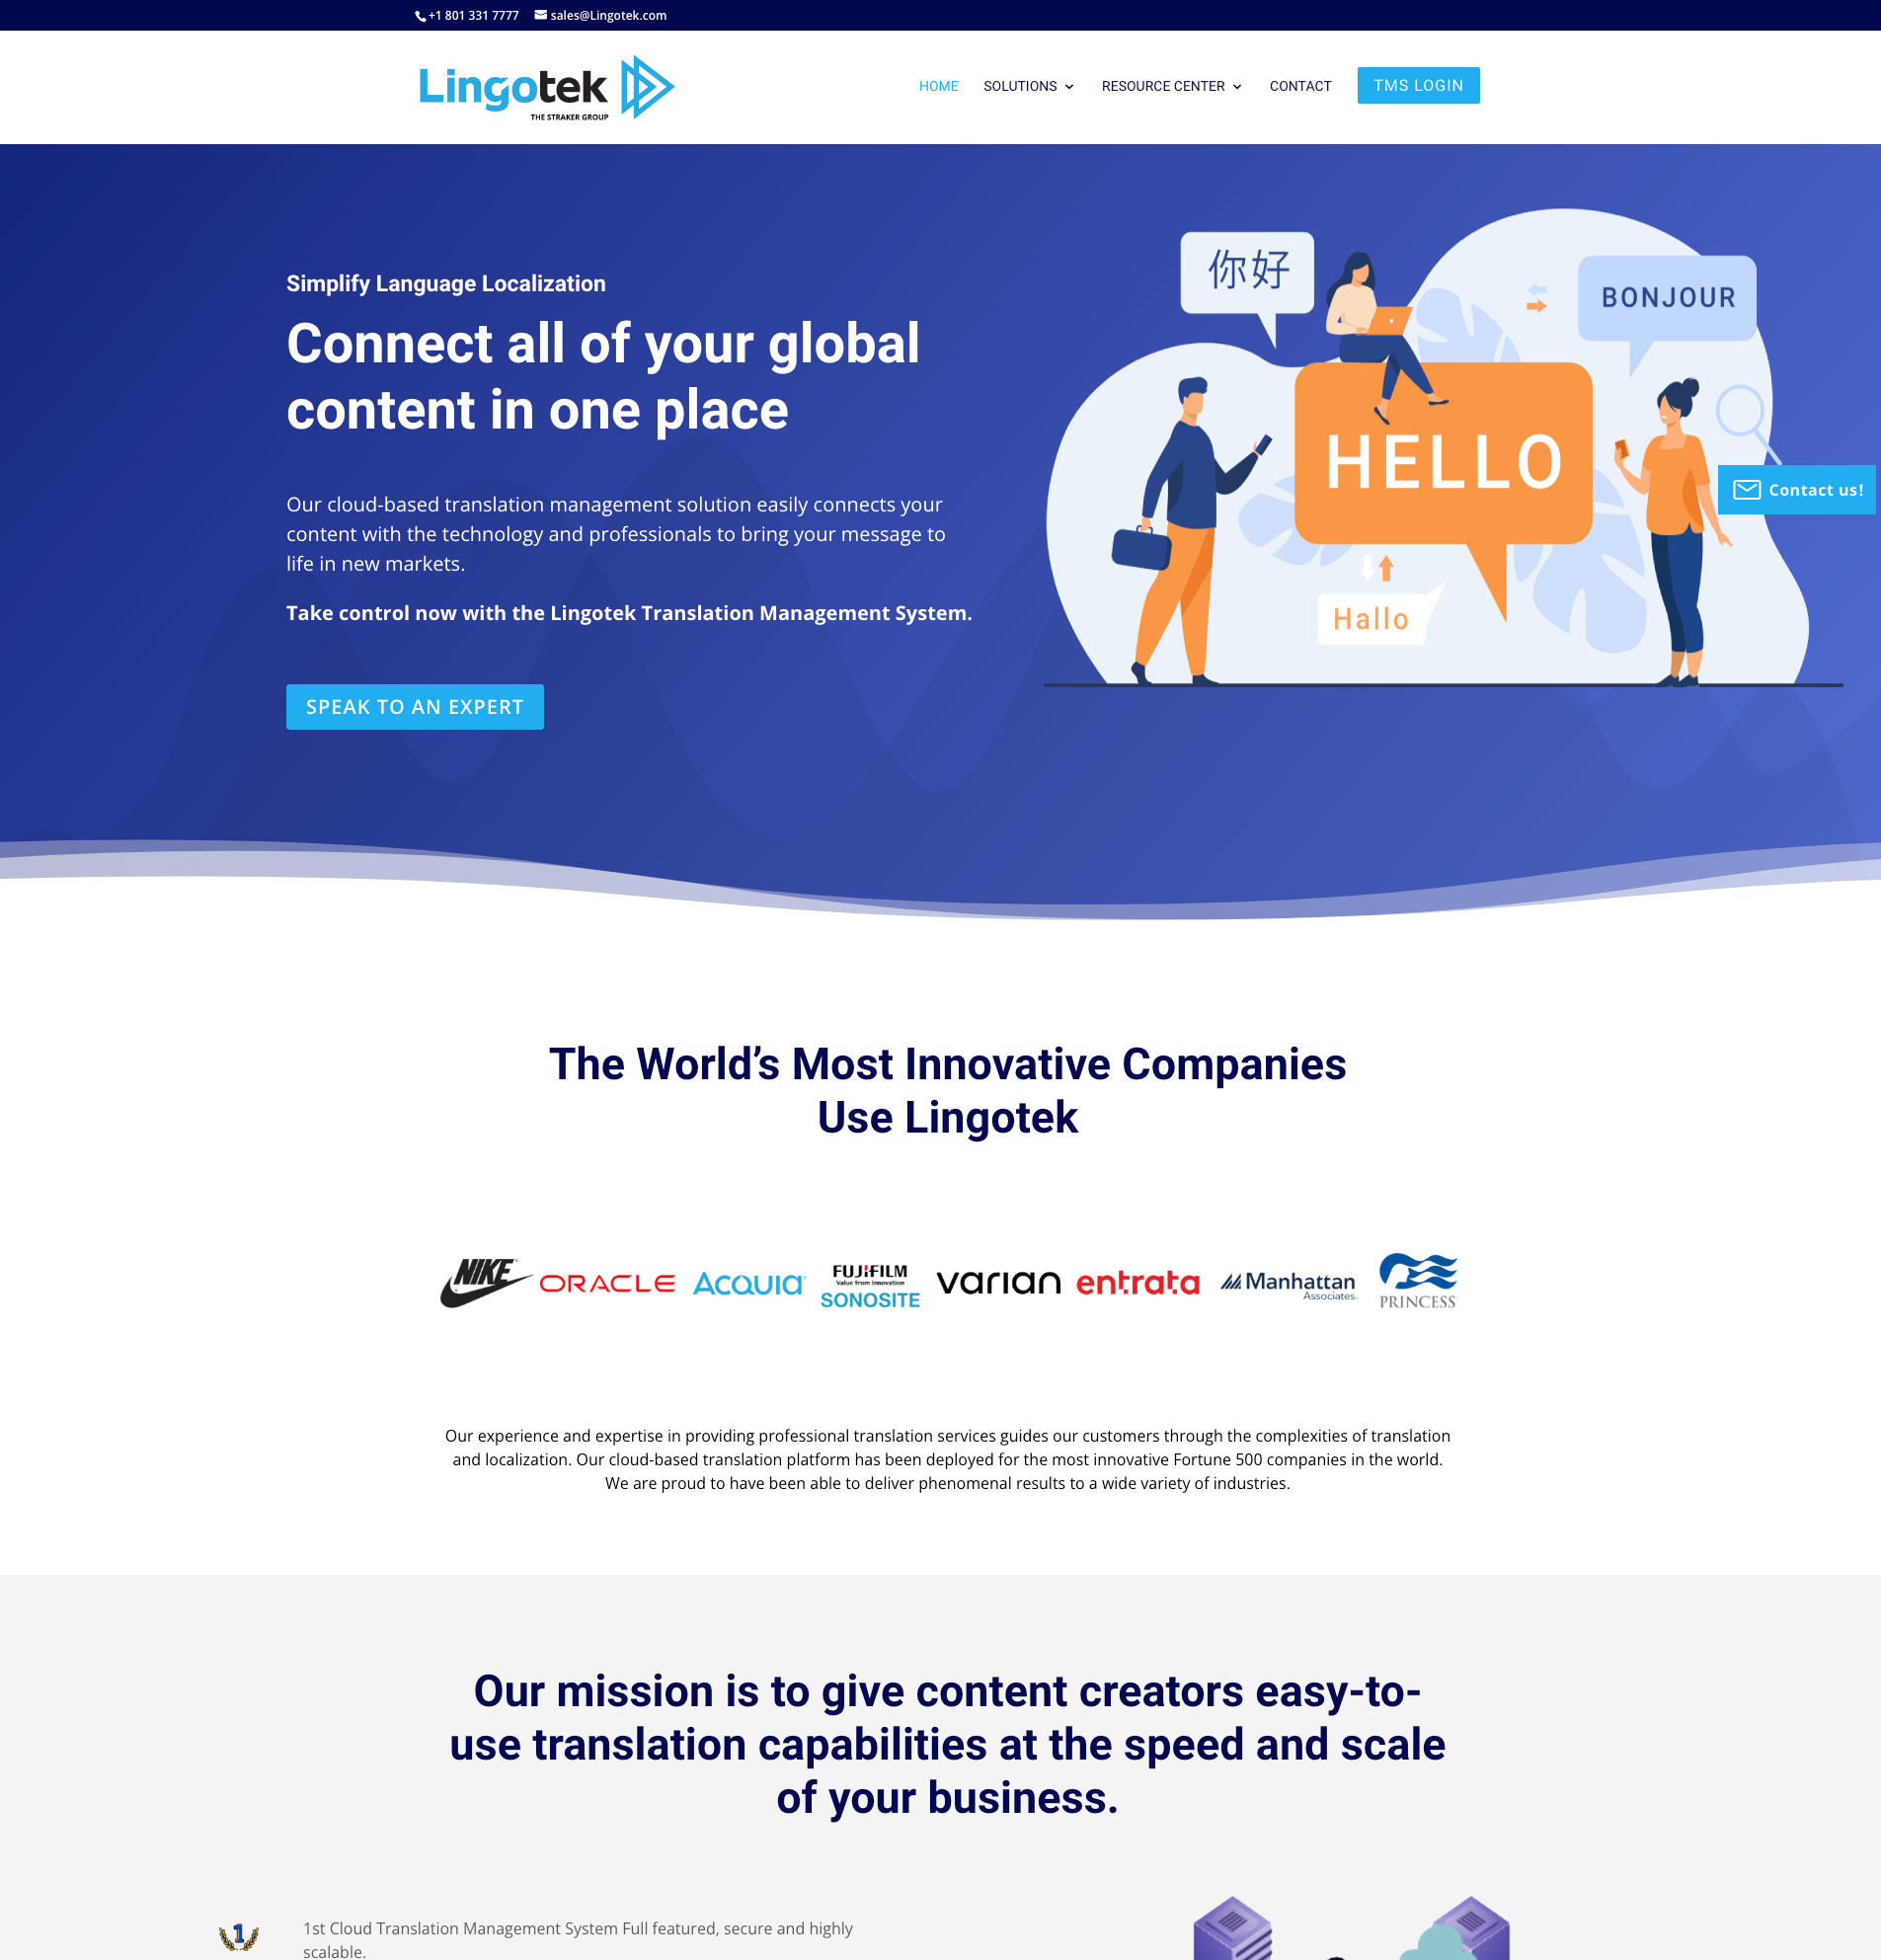 +1 801 331 7777 sales@Lingotek.com
Lingotek
THE STRAKER GROUP
HOME SOLUTIONS RESOURCE CENTER CONTACT TMS LOGIN
Simplify Language Localization
Connect all of your global
content in one place
Our cloud-based translation management solution easily connects your
content with the technology and professionals to bring your message to
life in new markets.
Take control now with the Lingotek Translation Management System.
SPEAK TO AN EXPERT
你好
BONJOUR
HELLO
Hallo
Contact us!
The World’s Most Innovative Companies
Use Lingotek
NIKE
ORACLE
ACQUIA
FUJIFILM
Value from Innovation
SONOSITE
varian
entrata
Manhattan
Associates
PRINCESS
Our experience and expertise in providing professional translation services guides our customers through the complexities of translation
and localization. Our cloud-based translation platform has been deployed for the most innovative Fortune 500 companies in the world.
We are proud to have been able to deliver phenomenal results to a wide variety of industries.
Our mission is to give content creators easy-to-
use translation capabilities at the speed and scale
of your business.
1
1st Cloud Translation Management System Full featured, secure and highly
scalable.